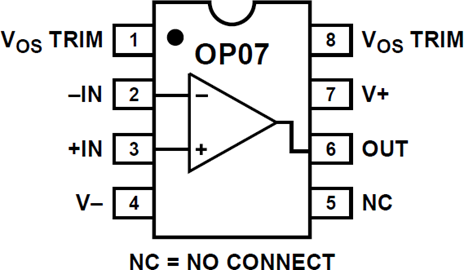 VOS TRIM 1 8 VOS TRIM
OP07
–IN 2 – 7 V+
+IN 3 + 6 OUT
V– 4 5 NC
NC = NO CONNECT